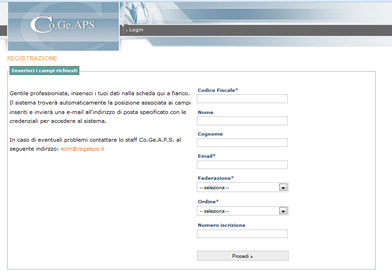 Co.Ge.APS
: Login
REGISTRAZIONE
Inserisci i campi richiesti
Gentile professionista, inserisci i tuoi dati nella scheda qui a fianco.
Il sistema troverà automaticamente la posizione associata ai campi
inseriti e invierà una e-mail all'indirizzo di posta specificato con le
credenziali per accedere al sistema.
In caso di eventuali problemi contattare lo staff Co.Ge.A.P.S. al
seguente indirizzo: ecm@cogeaps.it
Codice Fiscale*
Nome
Cognome
Email*
Federazione*
-- seleziona --
Ordine*
-- seleziona --
Numero iscrizione
Procedi »